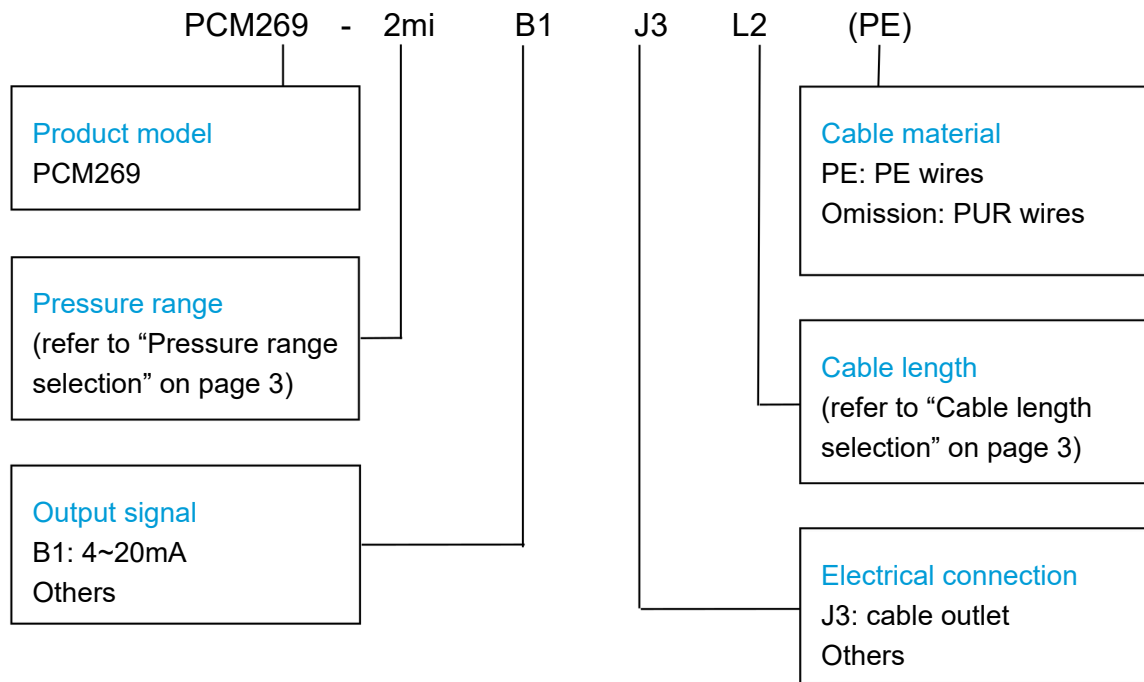 PCM269 - 2mi B1 J3 L2 (PE)
Product model
PCM269
Pressure range
(refer to “Pressure range
selection” on page 3)
Output signal
B1: 4~20mA
Others
Cable material
PE: PE wires
Omission: PUR wires
Cable length
(refer to “Cable length
selection” on page 3)
Electrical connection
J3: cable outlet
Others